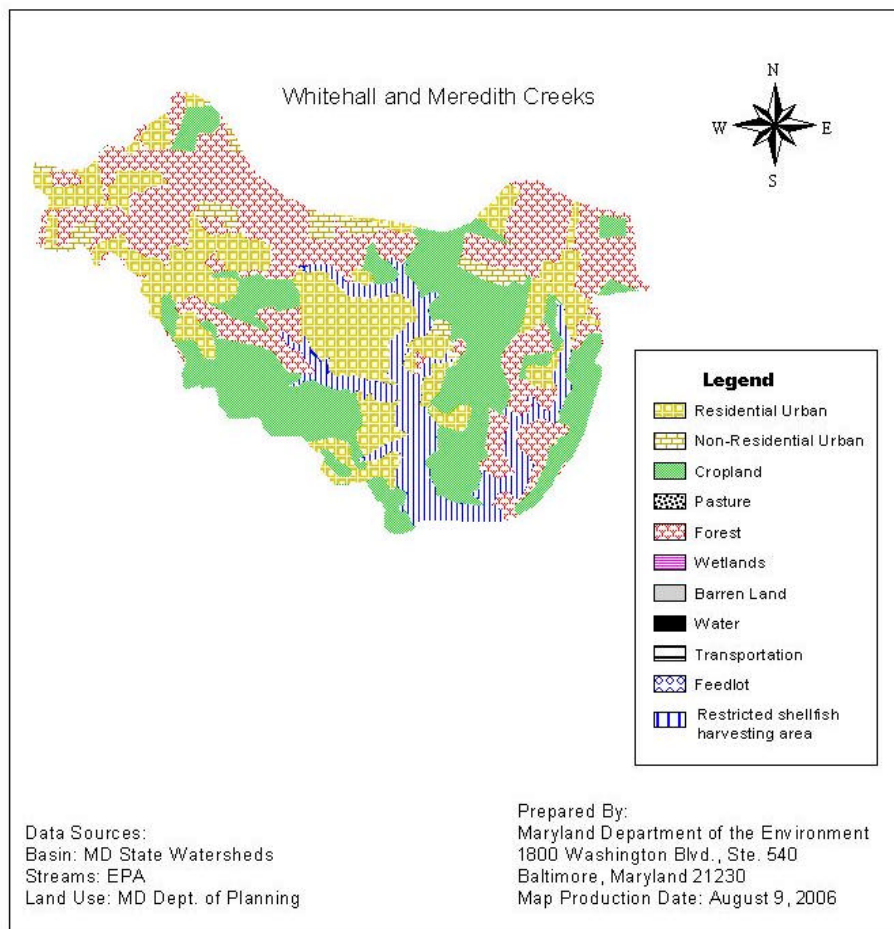 Whitehall and Meredith Creeks
N
W E
S
Legend
Residential Urban
Non-Residential Urban
Cropland
Pasture
Forest
Wetlands
Barren Land
Water
Transportation
Feedlot
Restricted shellfish
harvesting area
Data Sources:
Basin: MD State Watersheds
Streams: EPA
Land Use: MD Dept. of Planning
Prepared By:
Maryland Department of the Environment
1800 Washington Blvd., Ste. 540
Baltimore, Maryland 21230
Map Production Date: August 9, 2006